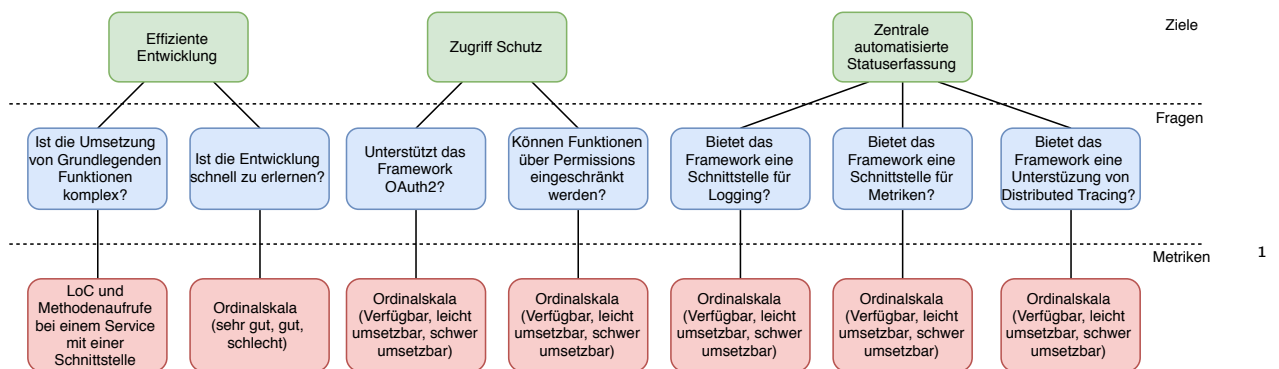 Effiziente
Entwicklung
Zugriff Schutz
Zentrale
automatisierte
Statuserfassung
Ziele
Fragen
Ist die Umsetzung
von Grundlegenden
Funktionen
komplex?
Ist die Entwicklung
schnell zu erlernen?
Unterstützt das
Framework
OAuth2?
Können Funktionen
über Permissions
eingeschränkt
werden?
Bietet das
Framework eine
Schnittstelle für
Logging?
Bietet das
Framework eine
Schnittstelle für
Metriken?
Bietet das
Framework eine
Unterstüzung von
Distributed Tracing?
Metriken
1
LoC und
Methodenaufrufe
bei einem Service
mit einer
Schnittstelle
Ordinalskala
(sehr gut, gut,
schlecht)
Ordinalskala
(Verfügbar, leicht
umsetzbar, schwer
umsetzbar)
Ordinalskala
(Verfügbar, leicht
umsetzbar, schwer
umsetzbar)
Ordinalskala
(Verfügbar, leicht
umsetzbar, schwer
umsetzbar)
Ordinalskala
(Verfügbar, leicht
umsetzbar, schwer
umsetzbar)
Ordinalskala
(Verfügbar, leicht
umsetzbar, schwer
umsetzbar)